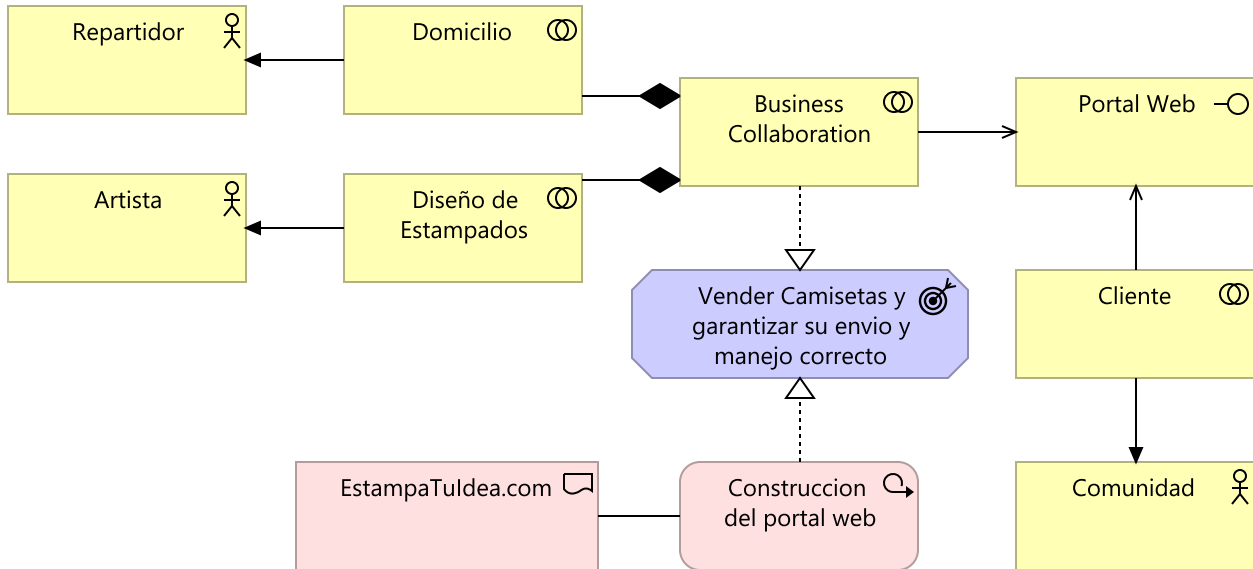 Repartidor
Domicilio
Business
Collaboration
Portal Web
Artista
Diseño de
Estampados
Vender Camisetas y
garantizar su envio y
manejo correcto
Cliente
EstampaTuIdea.com
Construccion
del portal web
Comunidad